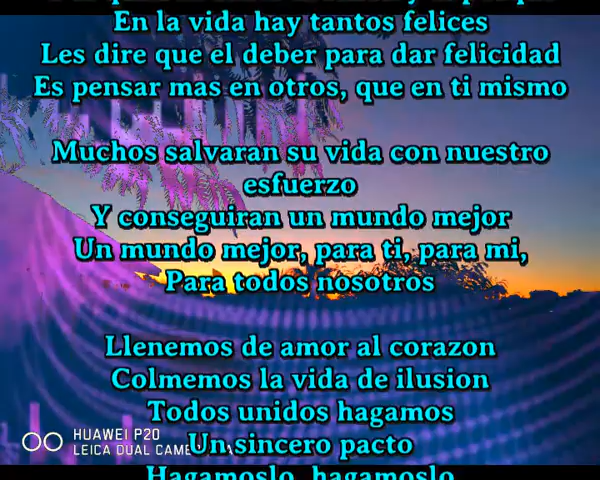 En la vida hay tantos felices
Les dire que el deber para dar felicidad
Es pensar mas en otros, que en ti mismo
Muchos salvaran su vida con nuestro
esfuerzo
Y conseguiran un mundo mejor
Un mundo mejor, para ti, para mi,
Para todos nosotros
Llenemos de amor al corazon
Colmemos la vida de ilusion
Todos unidos hagamos
Un sincero pacto
HUAWEI P20
LEICA DUAL CAME
Hagamoslo, hagamoslo